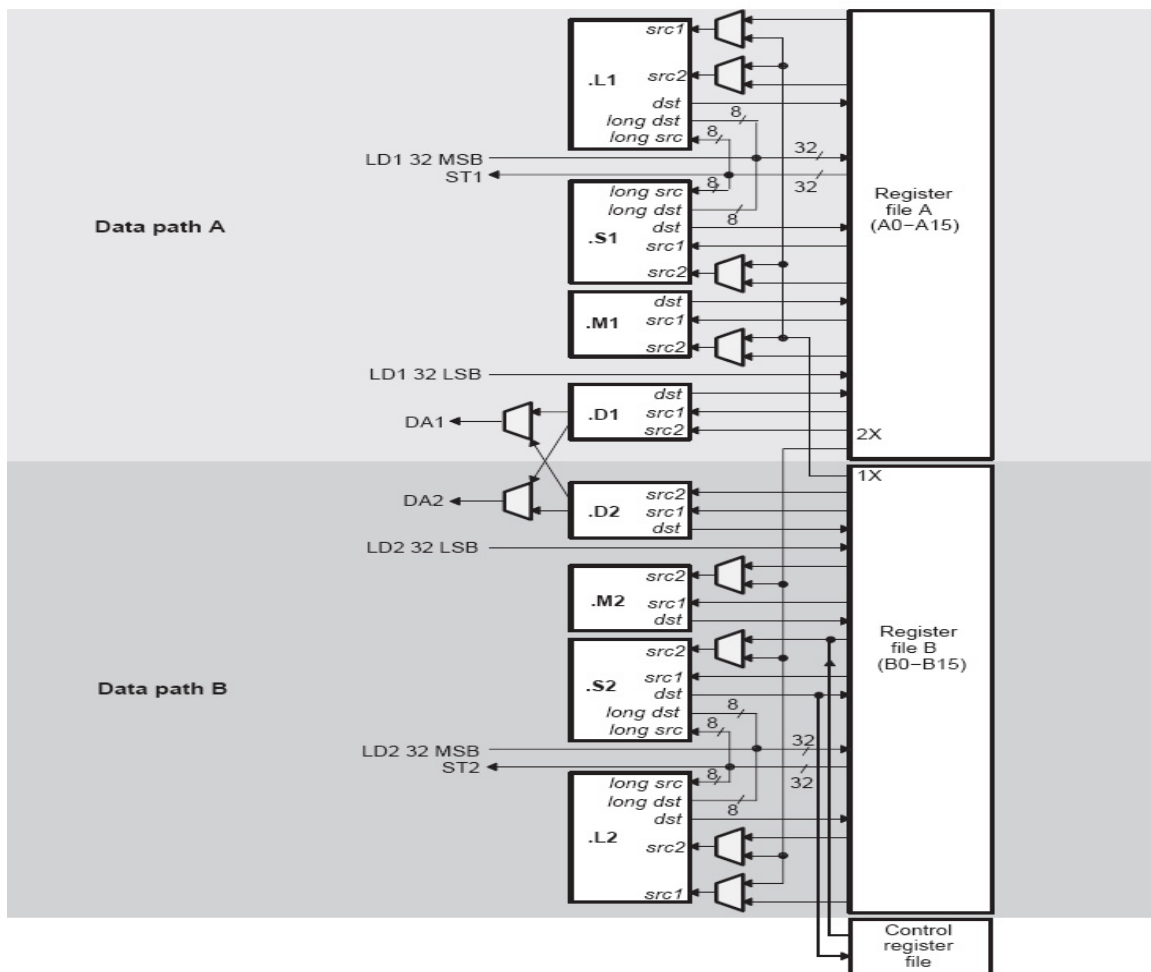 src1
.L1
src2
dst
8
long dst
8
long src
LD1 32 MSB
32
ST1
8
32
long src
long dst
8
dst
.S1
src1
src2
Register
file A
(A0−A15)
Data path A
dst
.M1
src1
src2
LD1 32 LSB
dst
.D1
src1
src2
DA1
2X
1X
DA2
src2
.D2
src1
dst
LD2 32 LSB
src2
.M2
src1
dst
Register
file B
(B0−B15)
src2
.S2
src1
dst
8
long dst
8
long src
Data path B
LD2 32 MSB
32
ST2
8
32
long src
long dst
8
dst
.L2
src2
src1
Control
register
file